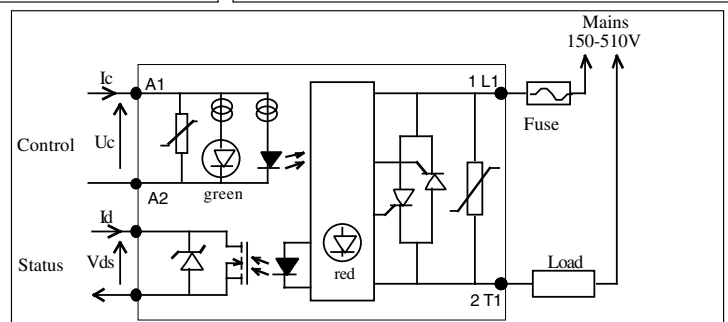 Mains
150-510V
Ic
A1
1 L1
Fuse
Control
Uc
A2
green
Id
Status
Vds
red
Load
2 T1